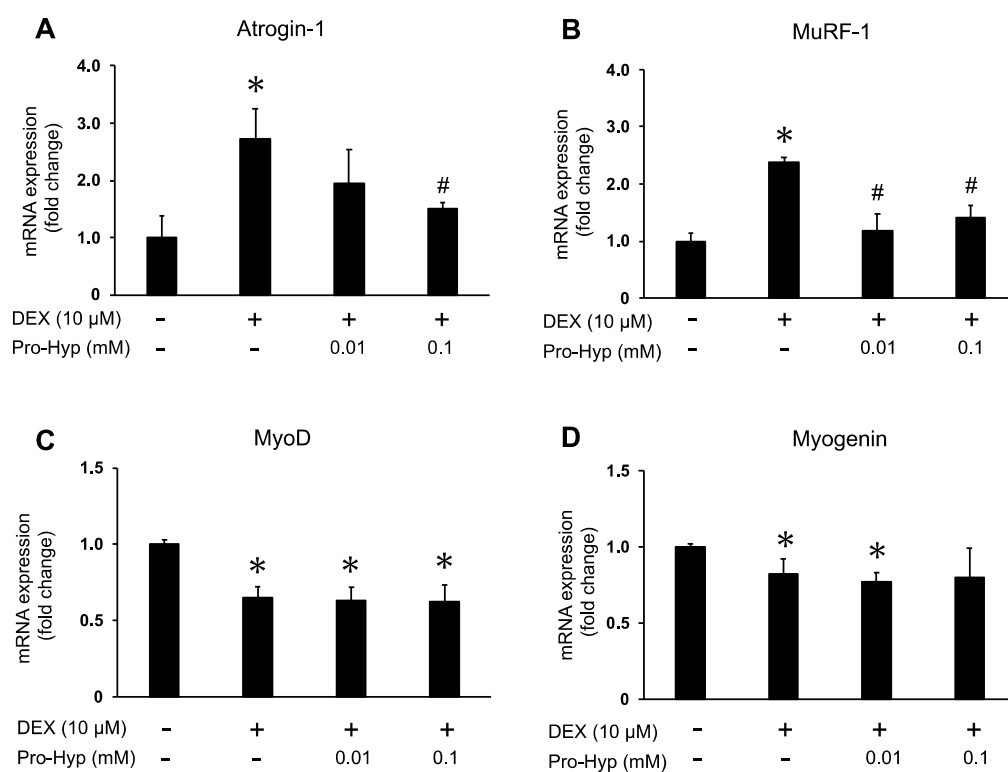 A Atrogin-1
mRNA expression
(fold change)
4.0
3.0
2.0
1.0
0
*
#
DEX (10 µM) - + + +
Pro-Hyp (mM) - - 0.01 0.1
B MuRF-1
mRNA expression
(fold change)
4.0
3.0
2.0
1.0
0
*
#
#
DEX (10 µM) - + + +
Pro-Hyp (mM) - - 0.01 0.1
C MyoD
mRNA expression
(fold change)
1.5
1.0
0.5
0
* * *
DEX (10 µM) - + + +
Pro-Hyp (mM) - - 0.01 0.1
D Myogenin
mRNA expression
(fold change)
1.5
1.0
0.5
0
* *
DEX (10 µM) - + + +
Pro-Hyp (mM) - - 0.01 0.1